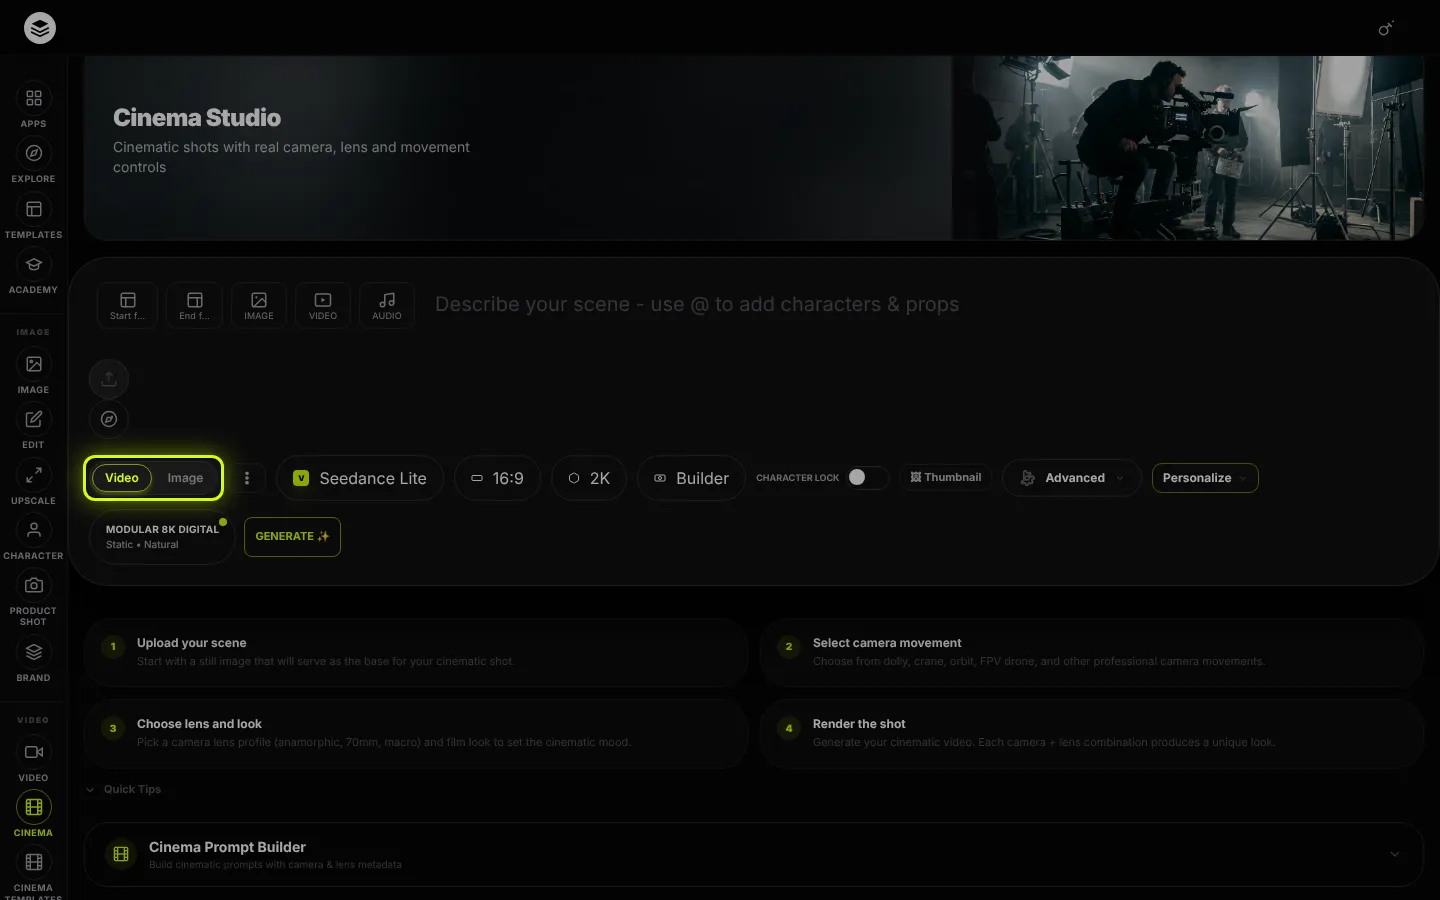 Cinema Studio
Cinematic shots with real camera, lens and movement
controls
APPS
EXPLORE
TEMPLATES
ACADEMY
IMAGE
IMAGE
EDIT
UPSCALE
CHARACTER
PRODUCT
SHOT
BRAND
VIDEO
VIDEO
CINEMA
CINEMA
TEMPLATES
Start f...
End f...
IMAGE
VIDEO
AUDIO
Describe your scene - use @ to add characters & props
Video
Image
V
Seedance Lite
16:9
2K
Builder
CHARACTER LOCK
Thumbnail
Advanced
Personalize
MODULAR 8K DIGITAL
Static • Natural
GENERATE ✨
1
Upload your scene
Start with a still image that will serve as the base for your cinematic shot.
2
Select camera movement
Choose from dolly, crane, orbit, FPV drone, and other professional camera movements.
3
Choose lens and look
Pick a camera lens profile (anamorphic, 70mm, macro) and film look to set the cinematic mood.
4
Render the shot
Generate your cinematic video. Each camera + lens combination produces a unique look.
Quick Tips
Cinema Prompt Builder
Build cinematic prompts with camera & lens metadata